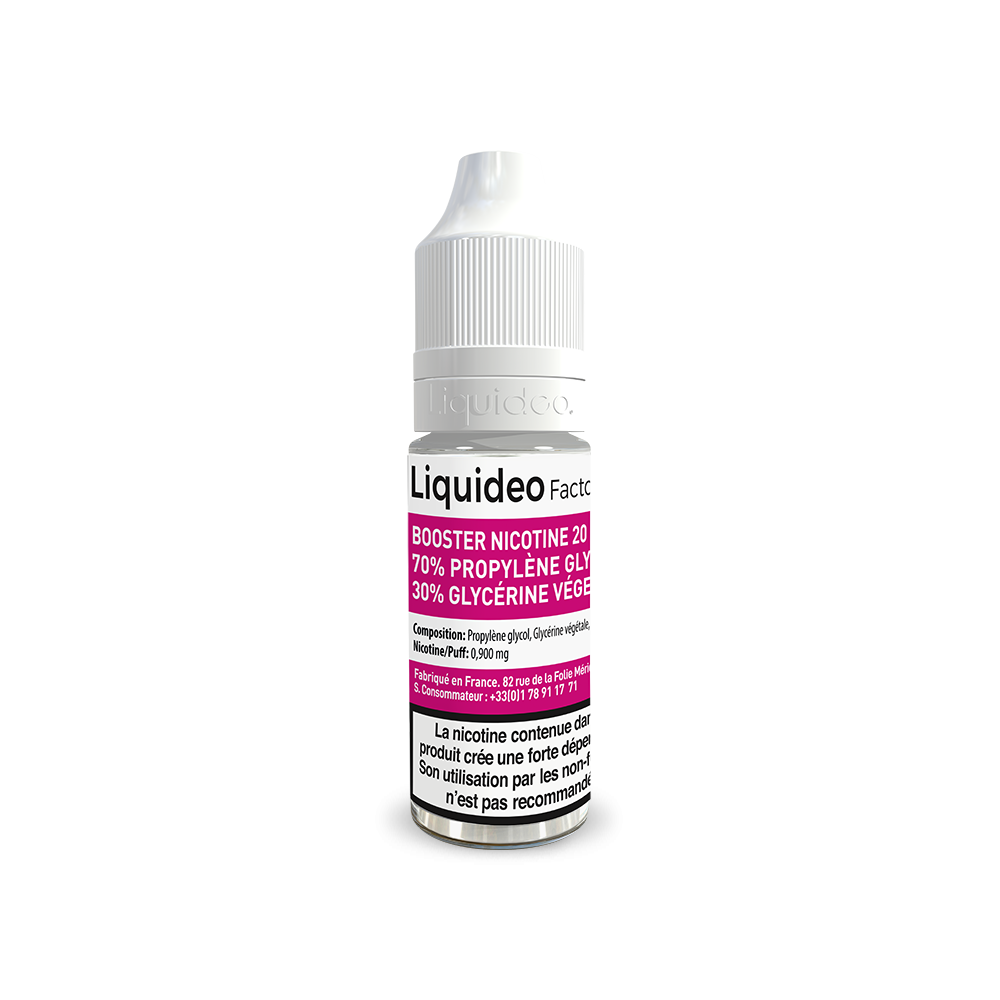 Liquideo.
Liquideo Facto
BOOSTER NICOTINE 20
70% PROPYLÈNE GLY
30% GLYCÉRINE VÉGÉ
Composition: Propylène glycol, Glycérine végétale,
Nicotine/Puff: 0,900 mg
Fabriqué en France. 82 rue de la Folie Méri
S. Consommateur : +33(0)1 78 91 17 71
La nicotine contenue dan
produit crée une forte dépen
Son utilisation par les non-f
n'est pas recommandé